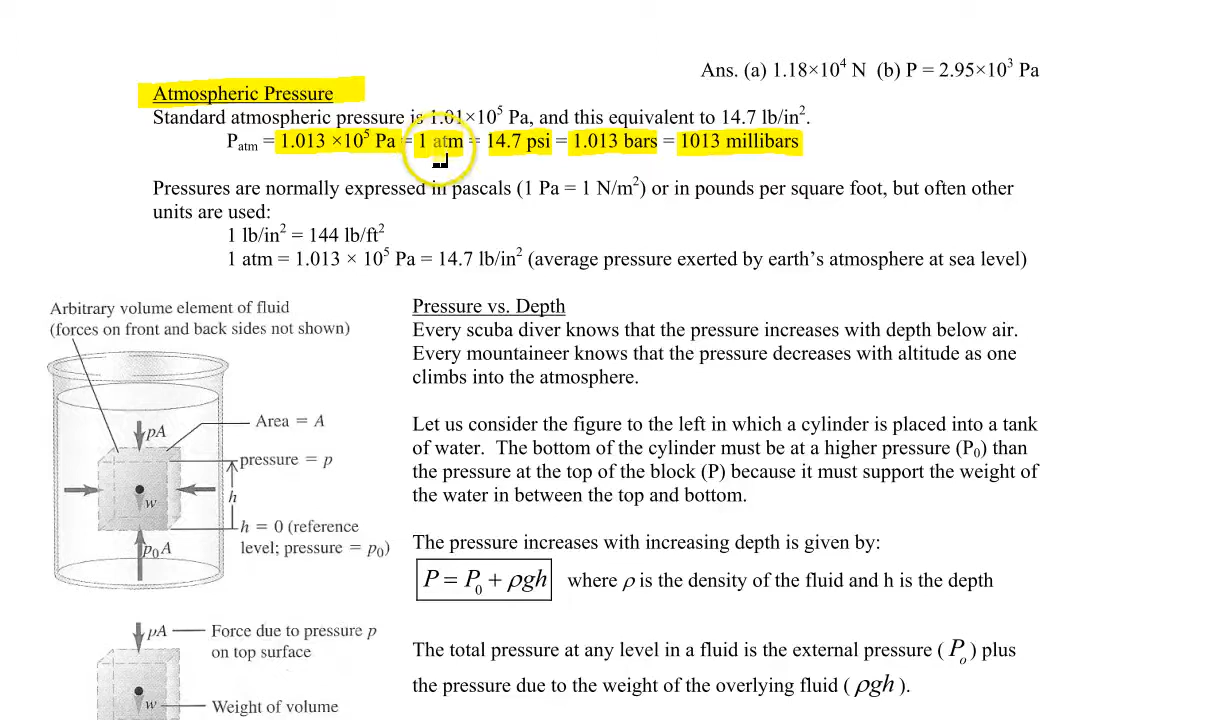 Ans. (a) 1.18×10⁴ N (b) P = 2.95×10³ Pa
Atmospheric Pressure
Standard atmospheric pressure is 1.01×10⁵ Pa, and this equivalent to 14.7 lb/in².
Pₐₜₘ = 1.013 ×10⁵ Pa = 1 atm = 14.7 psi = 1.013 bars = 1013 millibars
Pressures are normally expressed in pascals (1 Pa = 1 N/m²) or in pounds per square foot, but often other
units are used:
1 lb/in² = 144 lb/ft²
1 atm = 1.013 × 10⁵ Pa = 14.7 lb/in² (average pressure exerted by earth’s atmosphere at sea level)
Arbitrary volume element of fluid
(forces on front and back sides not shown)
pA
Area = A
pressure = p
h
w
h = 0 (reference
level; pressure = p₀)
p₀A
pA
Force due to pressure p
on top surface
w
Weight of volume
Pressure vs. Depth
Every scuba diver knows that the pressure increases with depth below air.
Every mountaineer knows that the pressure decreases with altitude as one
climbs into the atmosphere.
Let us consider the figure to the left in which a cylinder is placed into a tank
of water. The bottom of the cylinder must be at a higher pressure (P₀) than
the pressure at the top of the block (P) because it must support the weight of
the water in between the top and bottom.
The pressure increases with increasing depth is given by:
P = P₀ + ρgh where ρ is the density of the fluid and h is the depth
The total pressure at any level in a fluid is the external pressure ( Pₒ ) plus
the pressure due to the weight of the overlying fluid ( ρgh ).